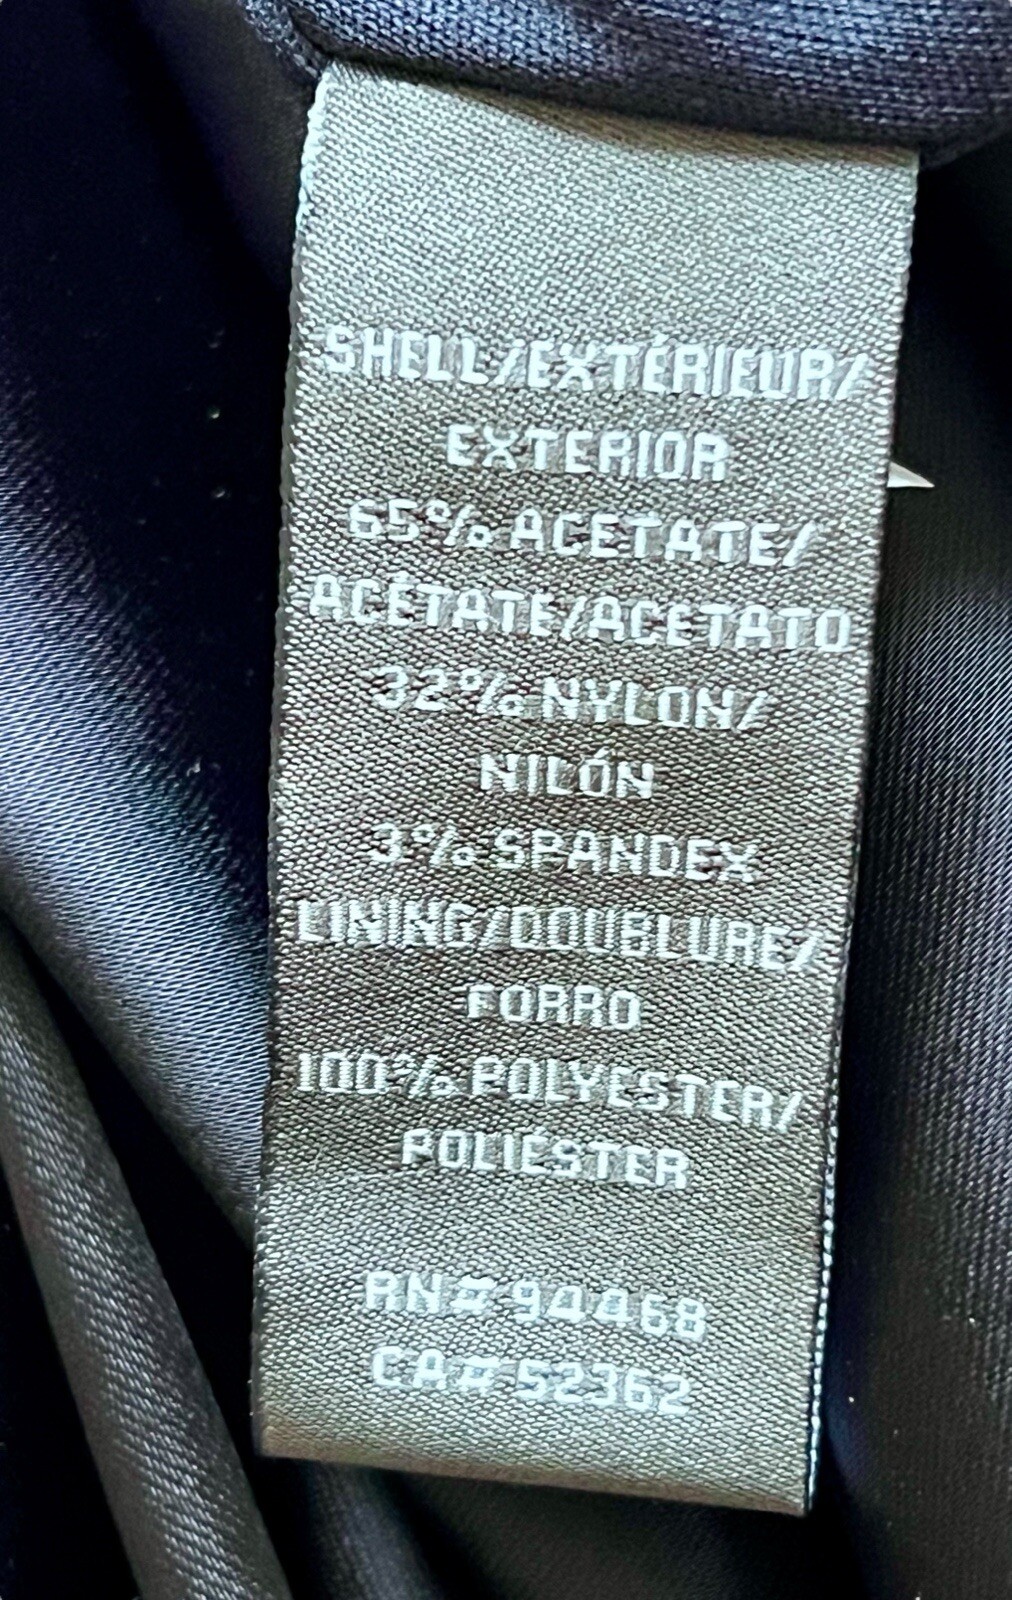 SHELL/EXTÉRIEUR/
EXTERIOR
65% ACETATE/
ACÉTATE/ACETATO
32% NYLON/
NILÓN
3% SPANDEX
LINING/DOUBLURE/
FORRO
100% POLYESTER/
POLIÉSTER
RN# 94468
CA# 52362